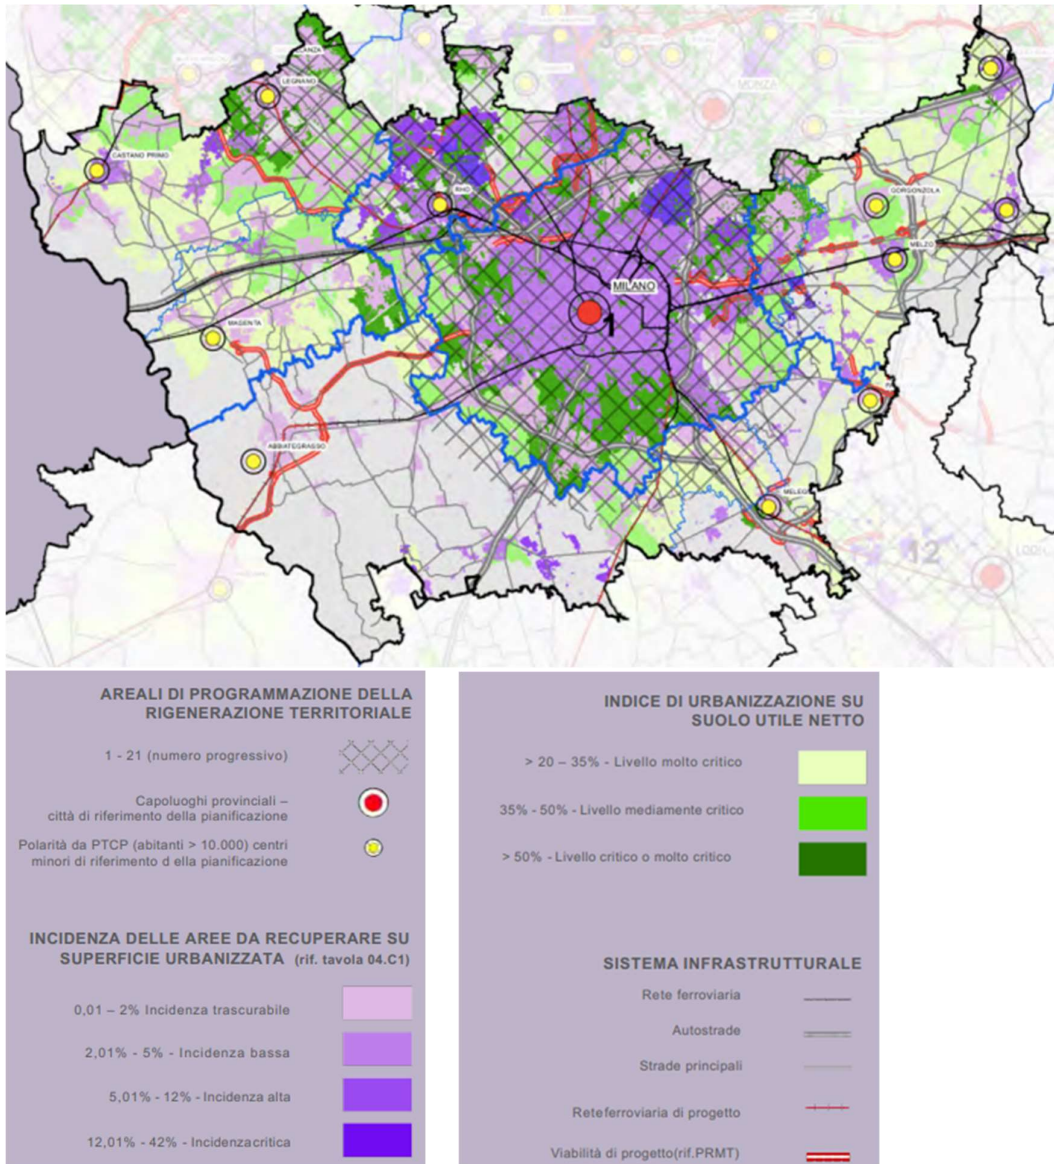 LEGNANO
CASTANO PRIMO
RHO
GORGONZOLA
MELZO
MILANO
1
MAGENTA
ABBIATEGRASSO
12
AREALI DI PROGRAMMAZIONE DELLA
RIGENERAZIONE TERRITORIALE
1 - 21 (numero progressivo)
Capoluoghi provinciali –
città di riferimento della pianificazione
Polarità da PTCP (abitanti > 10.000) centri
minori di riferimento d ella pianificazione
INCIDENZA DELLE AREE DA RECUPERARE SU
SUPERFICIE URBANIZZATA (rif. tavola 04.C1)
0,01 – 2% Incidenza trascurabile
2,01% - 5% - Incidenza bassa
5,01% - 12% - Incidenza alta
12,01% - 42% - Incidenzacritica
INDICE DI URBANIZZAZIONE SU
SUOLO UTILE NETTO
> 20 – 35% - Livello molto critico
35% - 50% - Livello mediamente critico
> 50% - Livello critico o molto critico
SISTEMA INFRASTRUTTURALE
Rete ferroviaria
Autostrade
Strade principali
Reteferroviaria di progetto
Viabilità di progetto(rif.PRMT)